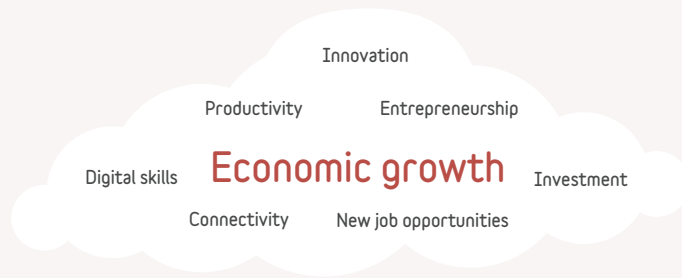 Innovation
Productivity Entrepreneurship
Digital skills Economic growth Investment
Connectivity New job opportunities